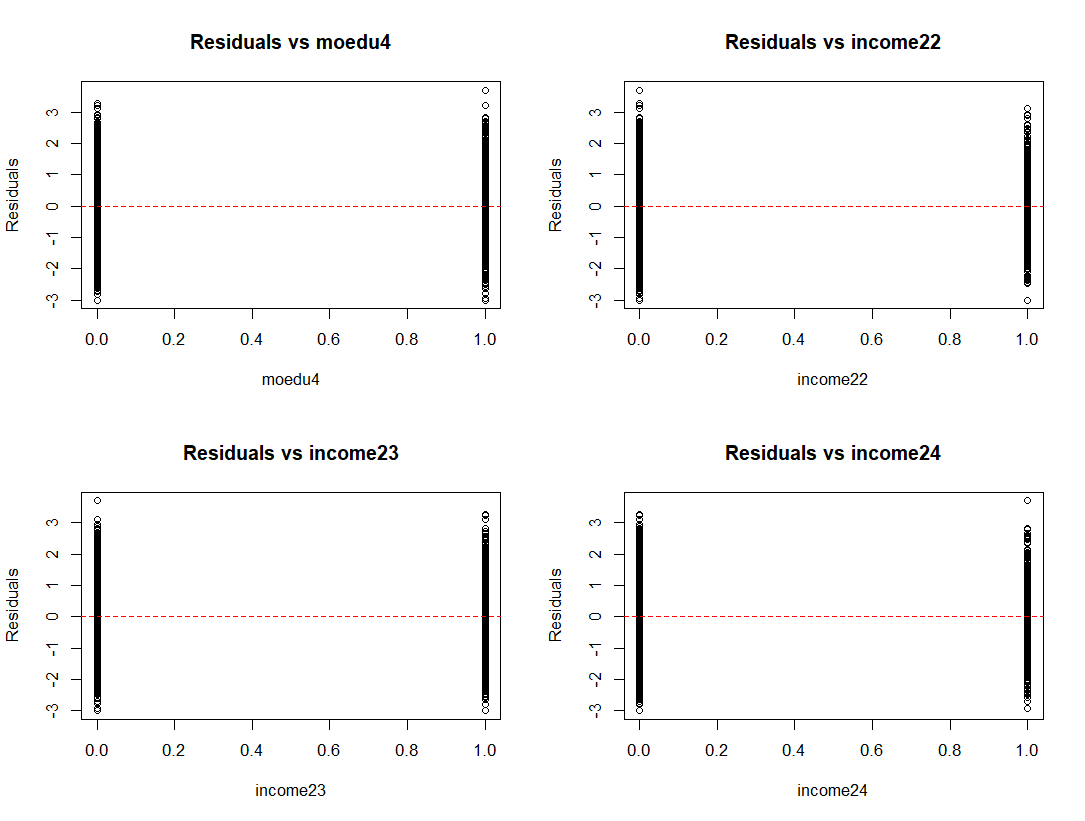 Residuals vs moedu4
Residuals
3
2
1
0
-1
-2
-3
0.0 0.2 0.4 0.6 0.8 1.0
moedu4
Residuals vs income22
Residuals
3
2
1
0
-1
-2
-3
0.0 0.2 0.4 0.6 0.8 1.0
income22
Residuals vs income23
Residuals
3
2
1
0
-1
-2
-3
0.0 0.2 0.4 0.6 0.8 1.0
income23
Residuals vs income24
Residuals
3
2
1
0
-1
-2
-3
0.0 0.2 0.4 0.6 0.8 1.0
income24